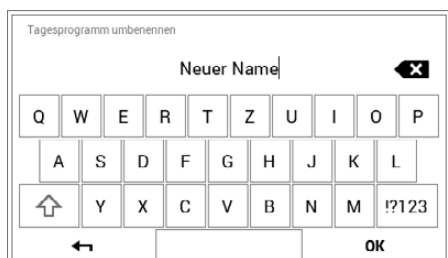 Tagesprogramm umbenennen
Neuer Name
Q W E R T Z U I O P
A S D F G H J K L
Y X C V B N M !?123
OK